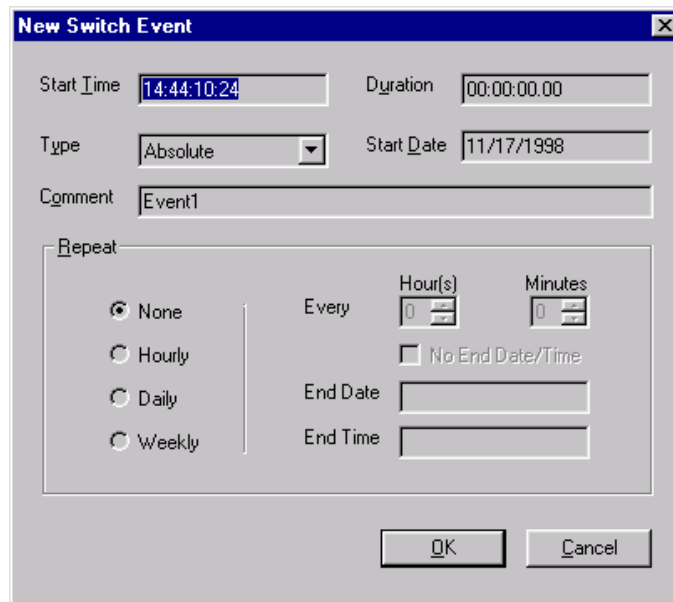 New Switch Event
Start Time 14:44:10:24 Duration 00:00:00.00
Type Absolute Start Date 11/17/1998
Comment Event1
Repeat
Hour(s) Minutes
None Every 0 0
Hourly No End Date/Time
Daily End Date
Weekly End Time
OK Cancel